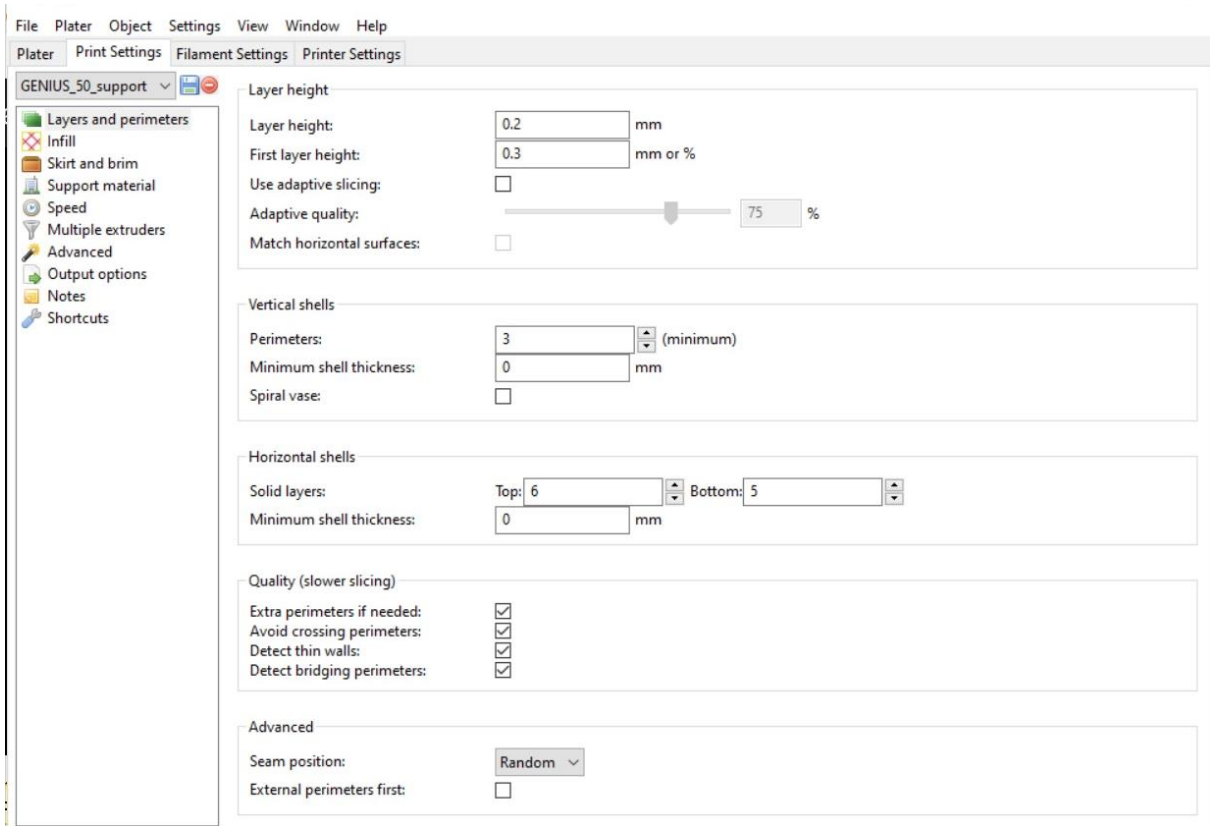 File Plater Object Settings View Window Help
Plater Print Settings Filament Settings Printer Settings
GENIUS_50_support
Layers and perimeters
Infill
Skirt and brim
Support material
Speed
Multiple extruders
Advanced
Output options
Notes
Shortcuts
Layer height
Layer height: 0.2 mm
First layer height: 0.3 mm or %
Use adaptive slicing:
Adaptive quality: 75 %
Match horizontal surfaces:
Vertical shells
Perimeters: 3 (minimum)
Minimum shell thickness: 0 mm
Spiral vase:
Horizontal shells
Solid layers: Top: 6 Bottom: 5
Minimum shell thickness: 0 mm
Quality (slower slicing)
Extra perimeters if needed:
Avoid crossing perimeters:
Detect thin walls:
Detect bridging perimeters:
Advanced
Seam position: Random
External perimeters first: